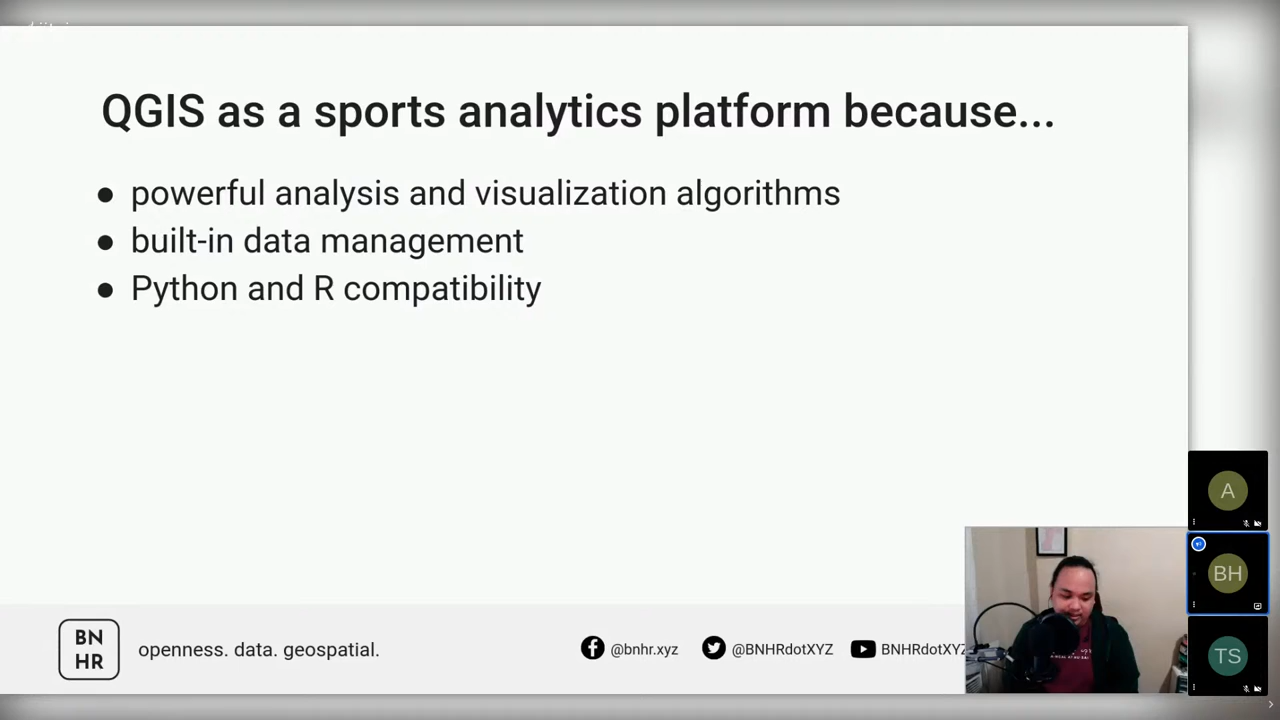 QGIS as a sports analytics platform because...
● powerful analysis and visualization algorithms
● built-in data management
● Python and R compatibility
A
BH
TS
BN
HR
openness. data. geospatial.
@bnhr.xyz
@BNHRdotXYZ
BNHRdotXYZ